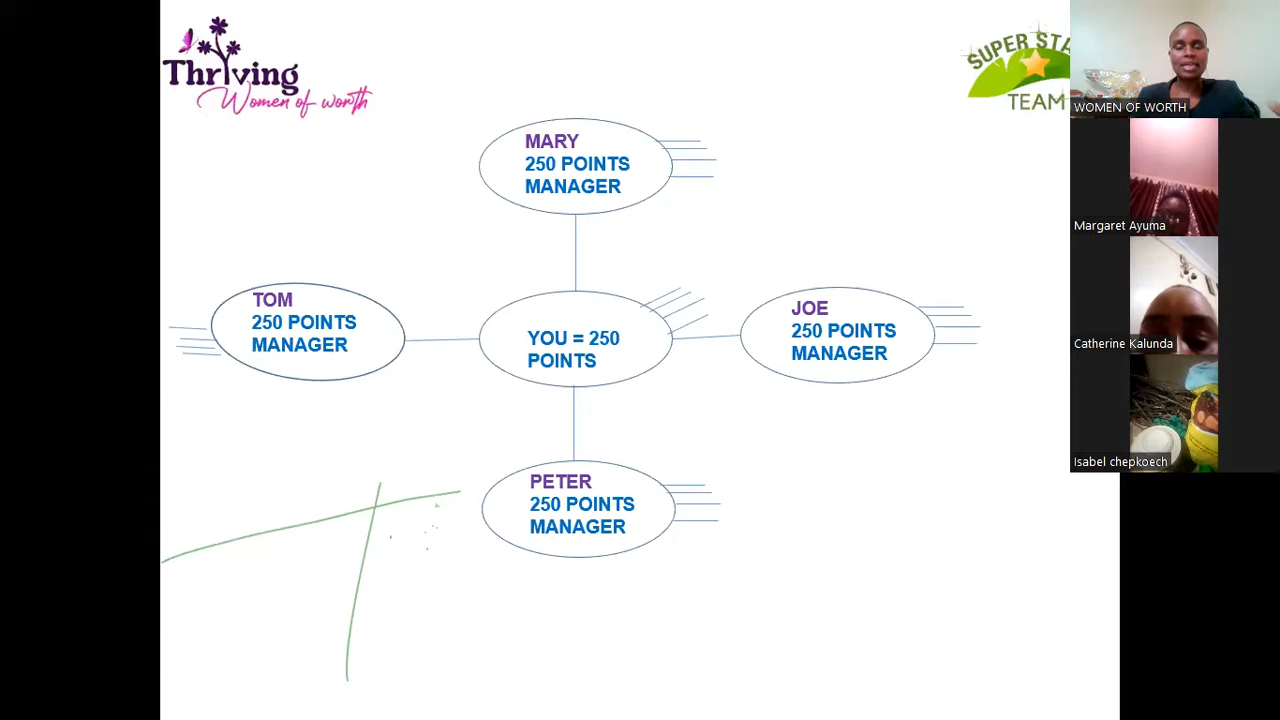 Thriving
Women of worth
SUPER STA
TEAM
MARY
250 POINTS
MANAGER
TOM
250 POINTS
MANAGER
YOU = 250
POINTS
JOE
250 POINTS
MANAGER
PETER
250 POINTS
MANAGER
WOMEN OF WORTH
Margaret Ayuma
Catherine Kalunda
Isabel chepkoech